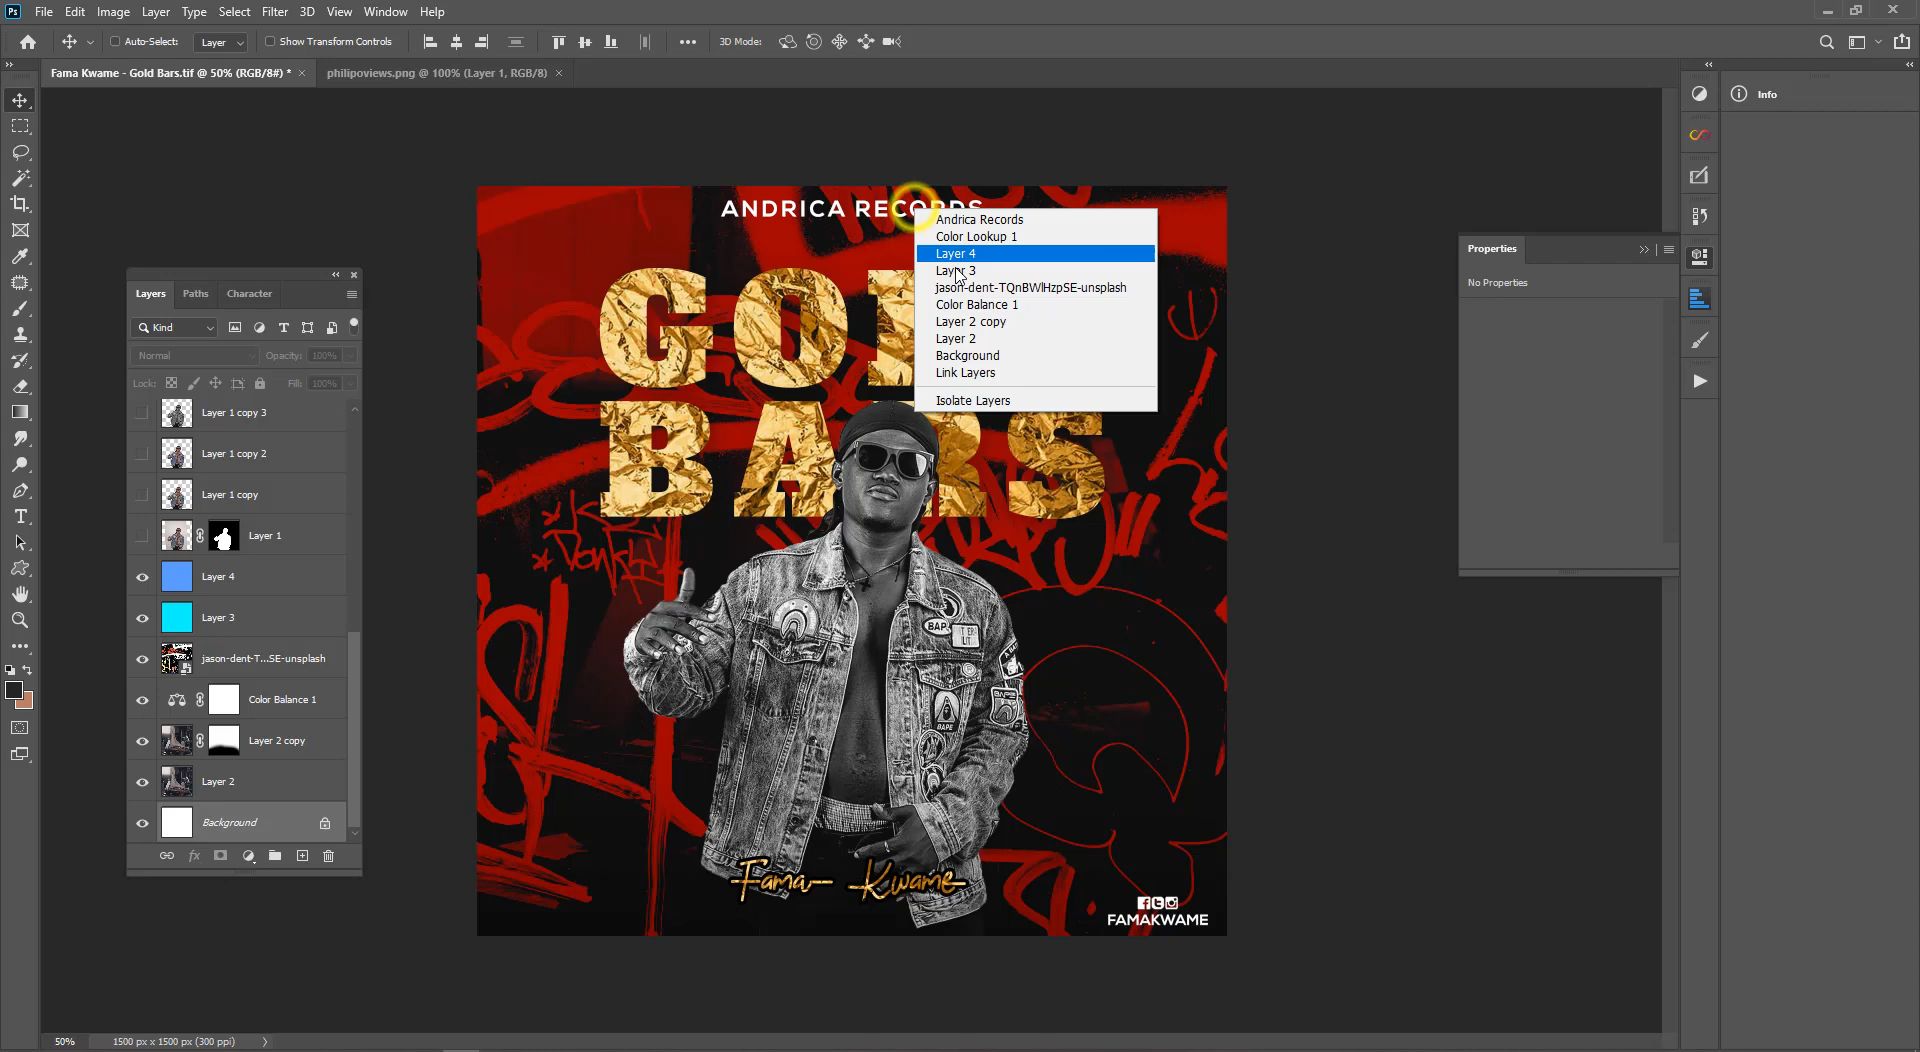 Ps File Edit Image Layer Type Select Filter 3D View Window Help
Auto-Select: Layer Show Transform Controls 3D Mode:
Fama Kwame - Gold Bars.tif @ 50% (RGB/8#) * × philipoviews.png @ 100% (Layer 1, RGB/8) ×
Info
ANDRICA RECORDS
Andrica Records
Color Lookup 1
Layer 4
Layer 3
jason-dent-TQnBWlHzpSE-unsplash
Color Balance 1
Layer 2 copy
Layer 2
Background
Link Layers
Isolate Layers
GOL
BARS
BAPE
Fama Kwame
FAMAKWAME
Properties
No Properties
Layers Paths Character
Kind
Normal Opacity: 100%
Lock: Fill: 100%
Layer 1 copy 3
Layer 1 copy 2
Layer 1 copy
Layer 1
Layer 4
Layer 3
jason-dent-T...SE-unsplash
Color Balance 1
Layer 2 copy
Layer 2
Background
fx
50% 1500 px x 1500 px (300 ppi)